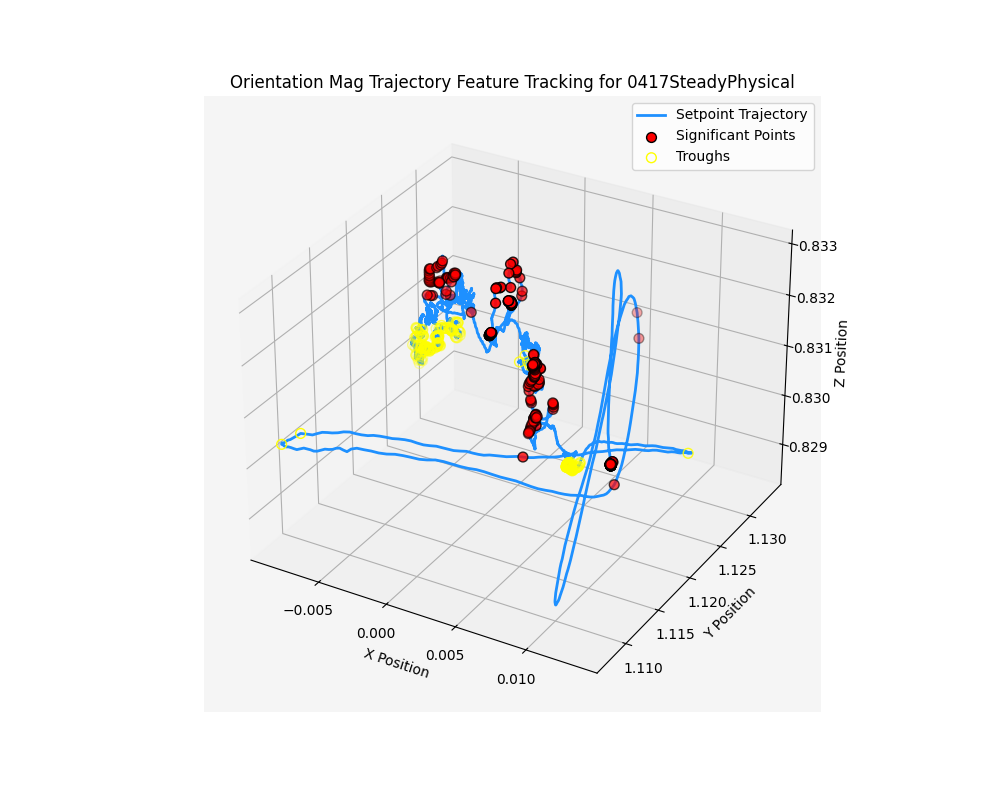 Orientation Mag Trajectory Feature Tracking for 0417SteadyPhysical
Setpoint Trajectory
Significant Points
Troughs
0.833
0.832
0.831
0.830
0.829
Z Position
1.130
1.125
1.120
1.115
1.110
Y Position
−0.005
0.000
0.005
0.010
X Position